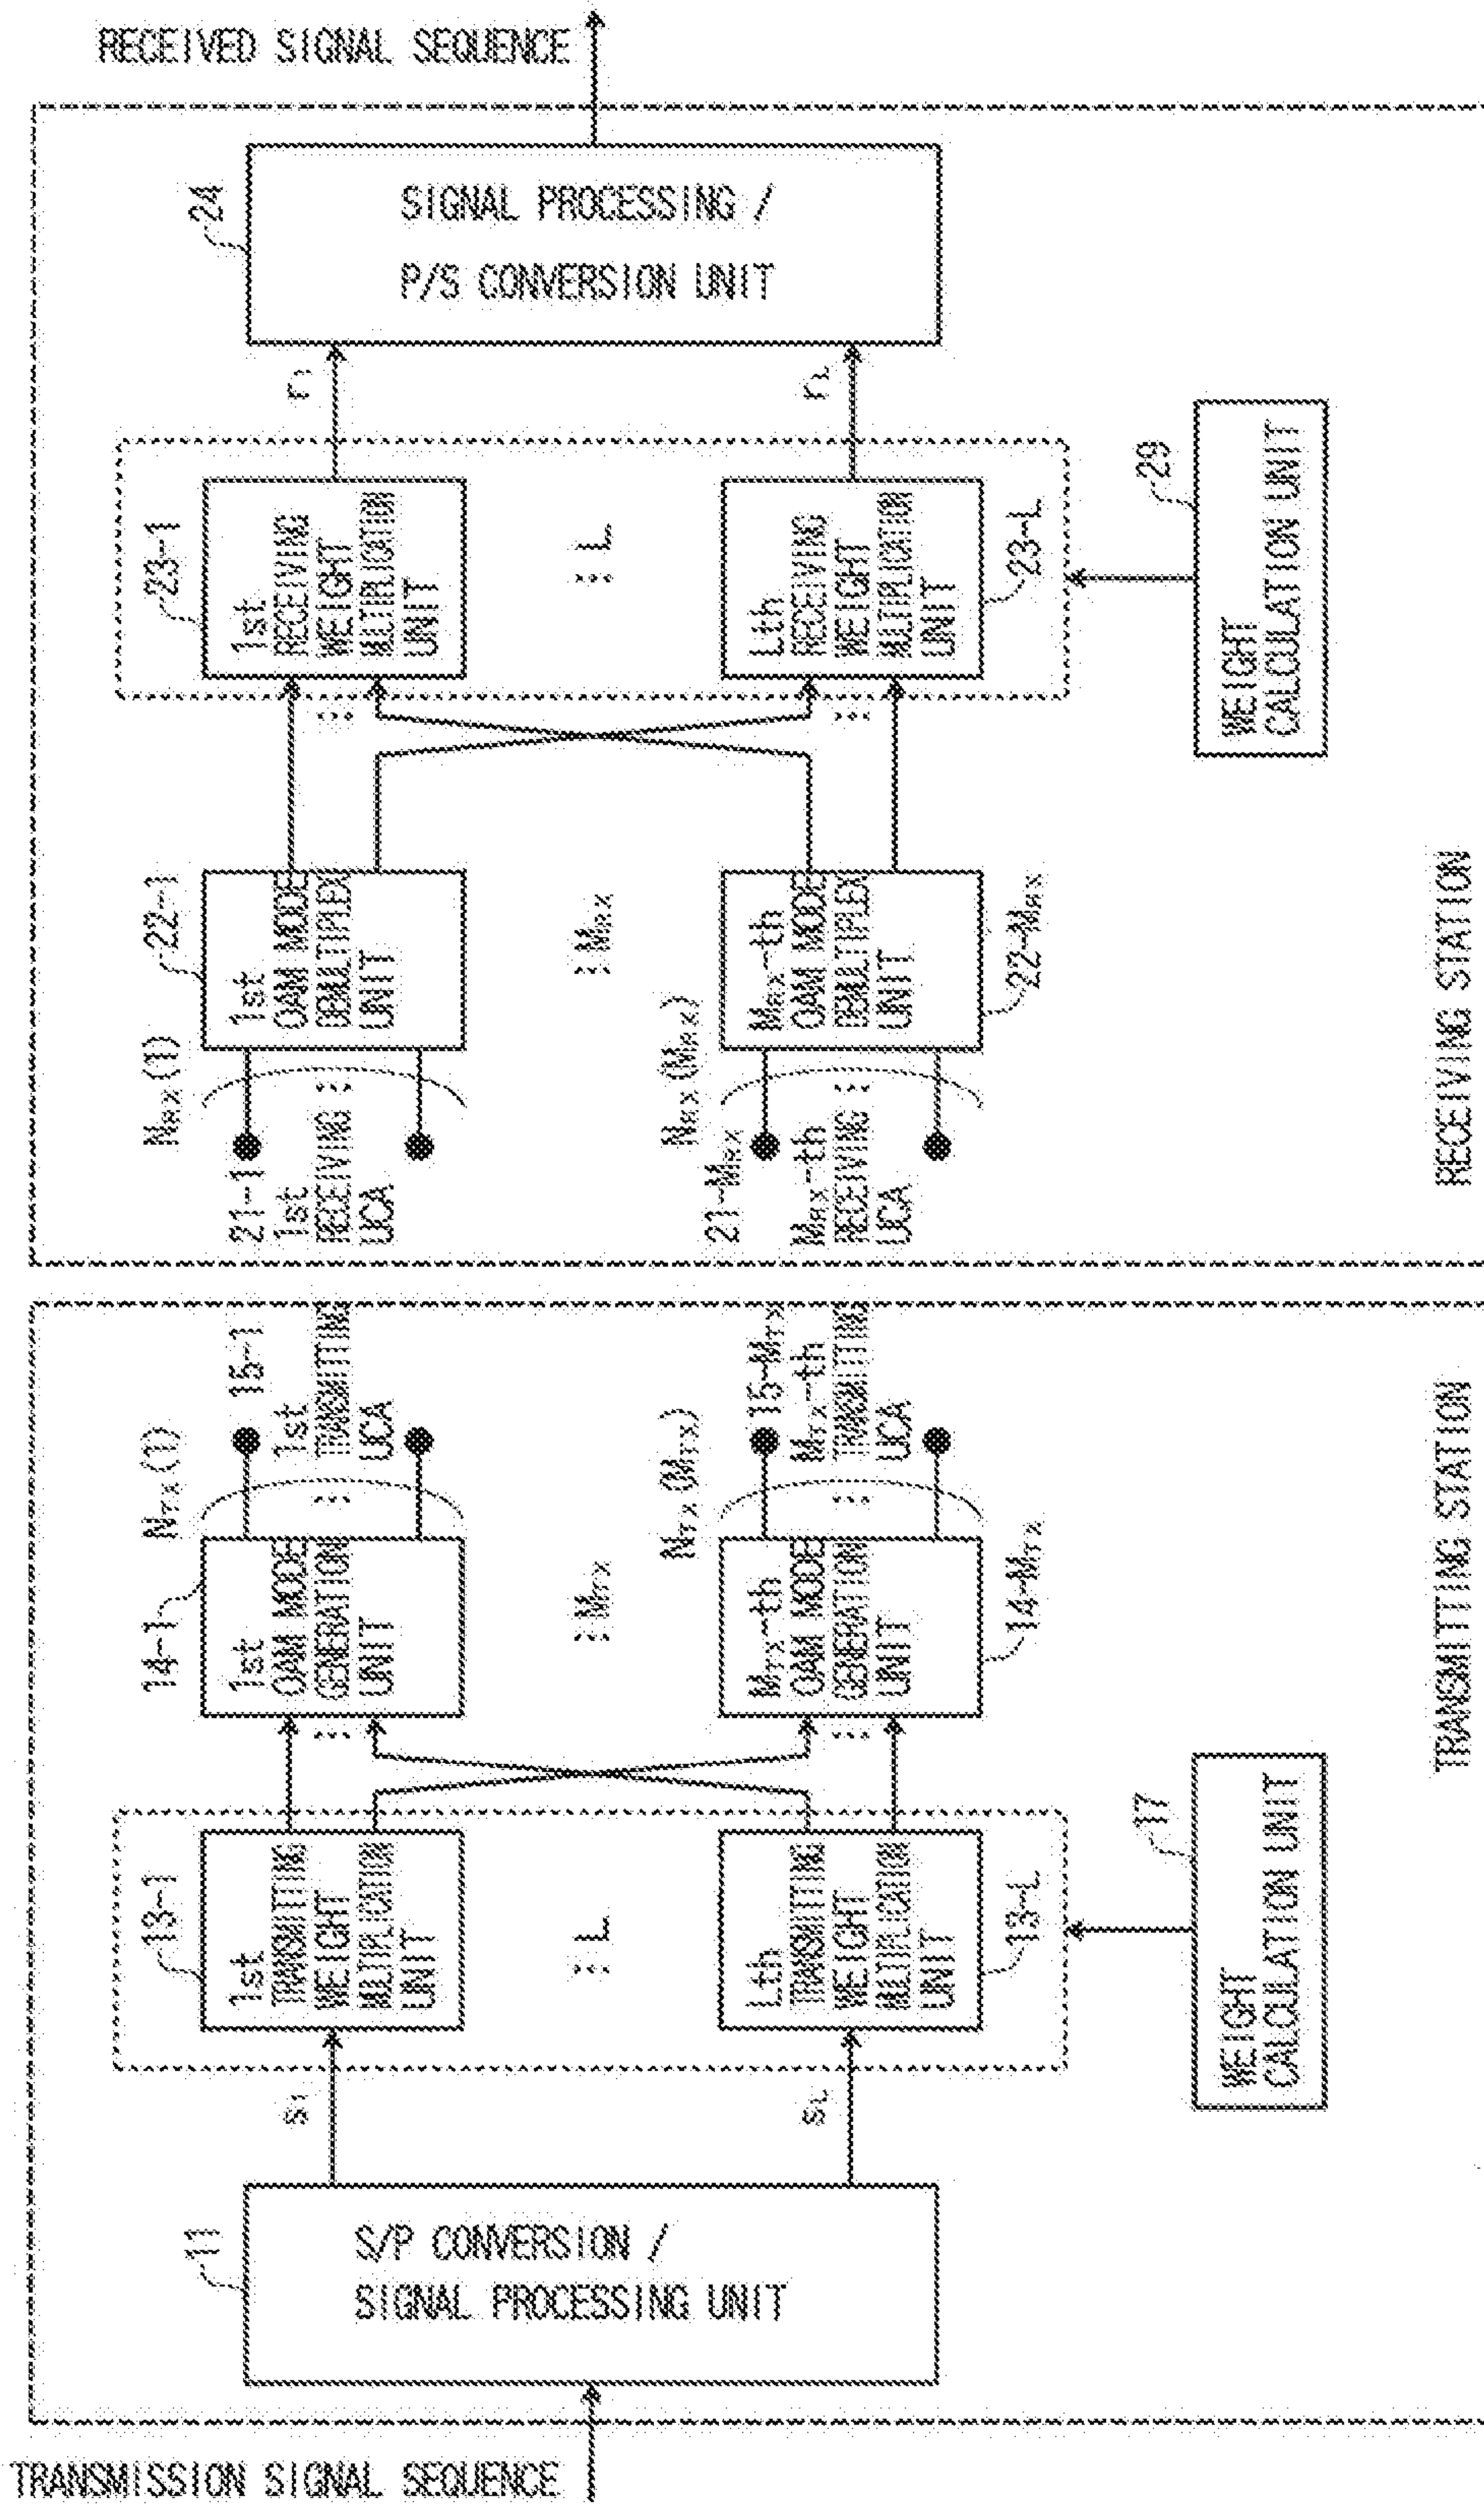 TRANSMISSION SIGNAL SEQUENCE
11
S/P CONVERSION /
SIGNAL PROCESSING UNIT
s1
sL
13-1
1st
TRANSMITTING
WEIGHT
MULTIPLICATION
UNIT
⋮ L
Lth
TRANSMITTING
WEIGHT
MULTIPLICATION
UNIT
13-L
17
WEIGHT
CALCULATION UNIT
14-1
1st
OAM MODE
GENERATION
UNIT
⋮ MTX
MTX-th
OAM MODE
GENERATION
UNIT
14-MTX
NTX(1)
15-1
1st
TRANSMITTING
UCA
NTX(MTX)
15-MTX
MTX-th
TRANSMITTING
UCA
TRANSMITTING STATION
NRX(1)
21-1
1st
RECEIVING
UCA
NRX(MRX)
21-MRX
MRX-th
RECEIVING
UCA
22-1
1st
OAM MODE
DEMULTIPLEX
UNIT
⋮ MRX
MRX-th
OAM MODE
DEMULTIPLEX
UNIT
22-MRX
23-1
1st
RECEIVING
WEIGHT
MULTIPLICATION
UNIT
⋮ L
Lth
RECEIVING
WEIGHT
MULTIPLICATION
UNIT
23-L
29
WEIGHT
CALCULATION UNIT
r1
rL
24
SIGNAL PROCESSING /
P/S CONVERSION UNIT
RECEIVED SIGNAL SEQUENCE
RECEIVING STATION